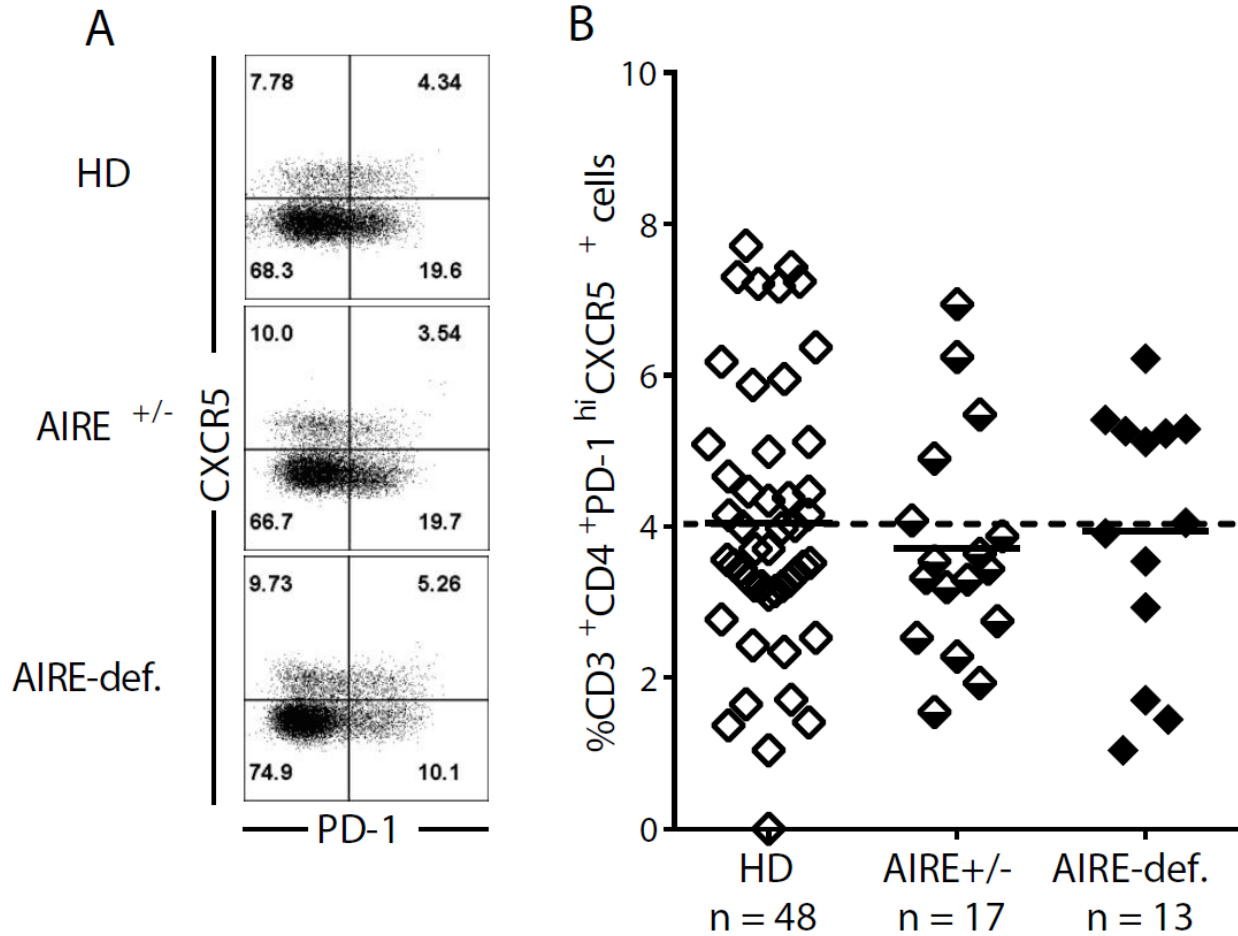 A
HD
AIRE +/-
AIRE-def.
CXCR5
7.78 4.34
68.3 19.6
10.0 3.54
66.7 19.7
9.73 5.26
74.9 10.1
PD-1
B
%CD3 +CD4 +PD-1 hi CXCR5 + cells
10
8
6
4
2
0
HD AIRE+/- AIRE-def.
n = 48 n = 17 n = 13